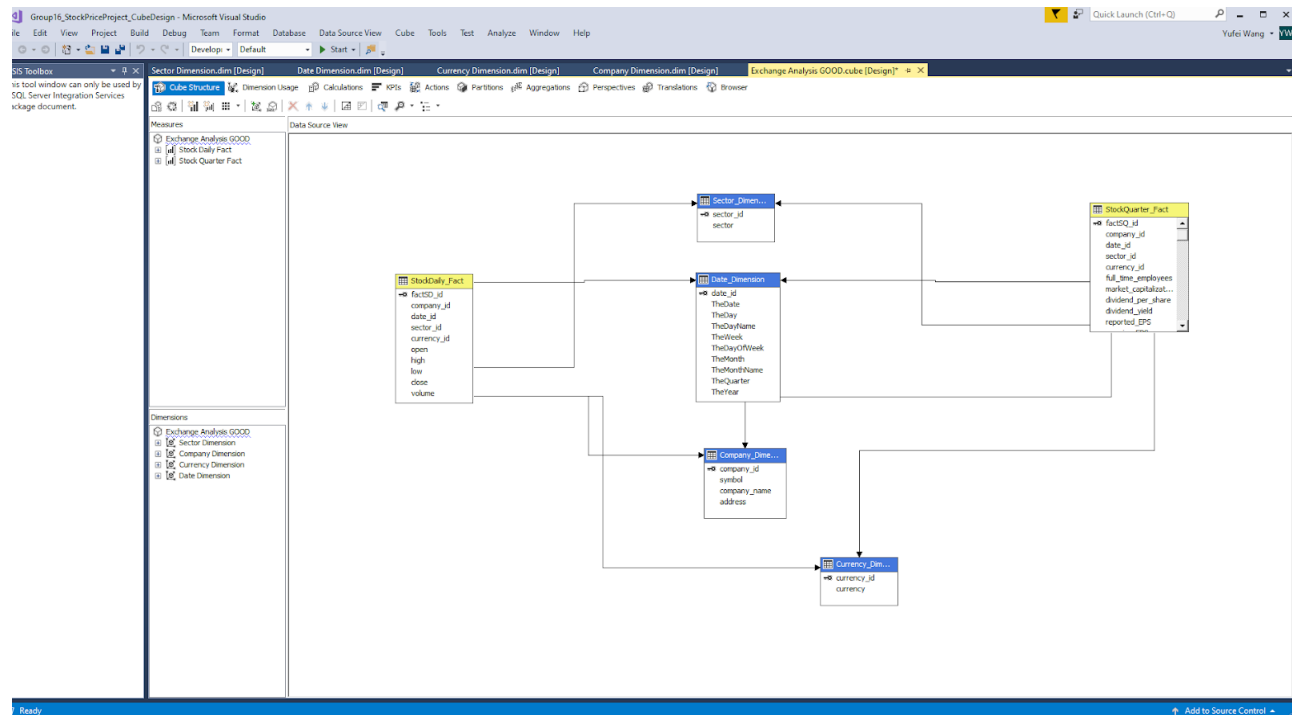 Group16_StockPriceProject_CubeDesign - Microsoft Visual Studio
Quick Launch (Ctrl+Q)
ile Edit View Project Build Debug Team Format Database Data Source View Cube Tools Test Analyze Window Help
Yufei Wang YW
Develop Default Start
SIS Toolbox
Sector Dimension.dim [Design] Date Dimension.dim [Design] Currency Dimension.dim [Design] Company Dimension.dim [Design] Exchange Analysis GOOD.cube [Design]*
his tool window can only be used by
SQL Server Integration Services
ackage document.
Cube Structure Dimension Usage Calculations KPIs Actions Partitions Aggregations Perspectives Translations Browser
Measures
Exchange Analysis GOOD
Stock Daily Fact
Stock Quarter Fact
Dimensions
Exchange Analysis GOOD
Sector Dimension
Company Dimension
Currency Dimension
Date Dimension
Data Source View
StockDaily_Fact
factSD_id
company_id
date_id
sector_id
currency_id
open
high
low
close
volume
Sector_Dimen...
sector_id
sector
Date_Dimension
date_id
TheDate
TheDay
TheDayName
TheWeek
TheDayOfWeek
TheMonth
TheMonthName
TheQuarter
TheYear
Company_Dime...
company_id
symbol
company_name
address
Currency_Dim...
currency_id
currency
StockQuarter_Fact
factSQ_id
company_id
date_id
sector_id
currency_id
full_time_employees
market_capitalizat...
dividend_per_share
dividend_yield
reported_EPS
Ready
Add to Source Control